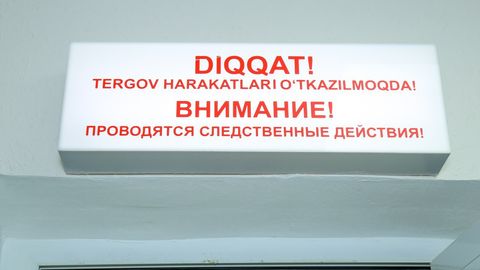 DIQQAT!
TERGOV HARAKATLARI O‘TKAZILMOQDA!
ВНИМАНИЕ!
ПРОВОДЯТСЯ СЛЕДСТВЕННЫЕ ДЕЙСТВИЯ!